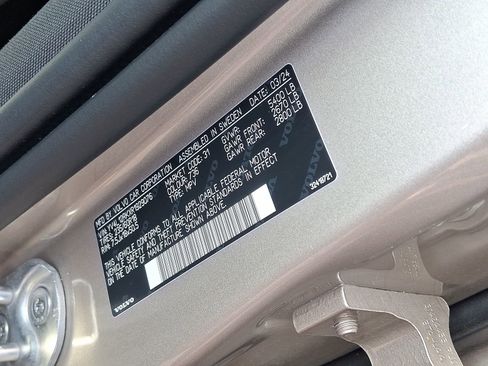 MFD. BY VOLVO CAR CORPORATION ASSEMBLED IN SWEDEN DATE: 03/24
MARKET CODE: 31 GVWR: 5400 LB
COLOUR: 736 GAWR FRONT: 2670 LB
TYPE: MPV GAWR REAR: 2800 LB
THIS VEHICLE CONFORMS TO ALL APPLICABLE FEDERAL MOTOR
VEHICLE SAFETY AND THEFT PREVENTION STANDARDS IN EFFECT
ON THE DATE OF MANUFACTURE SHOWN ABOVE.
32418721
VOLVO